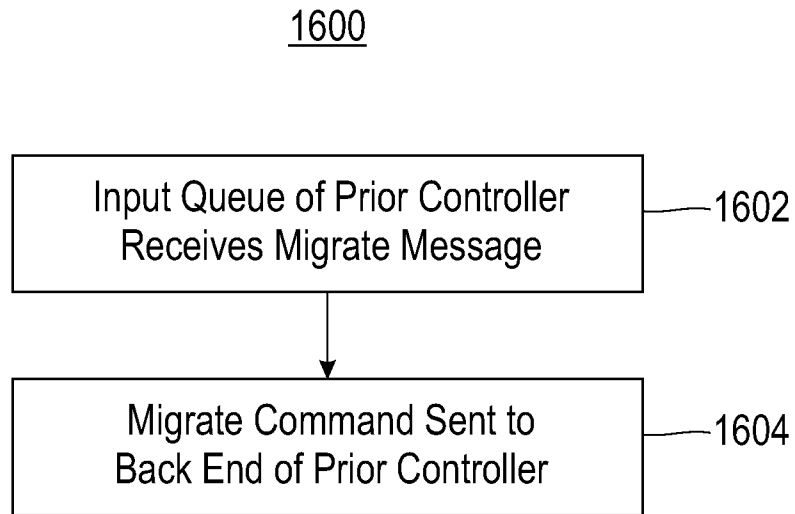 1600
Input Queue of Prior Controller
Receives Migrate Message
1602
Migrate Command Sent to
Back End of Prior Controller
1604